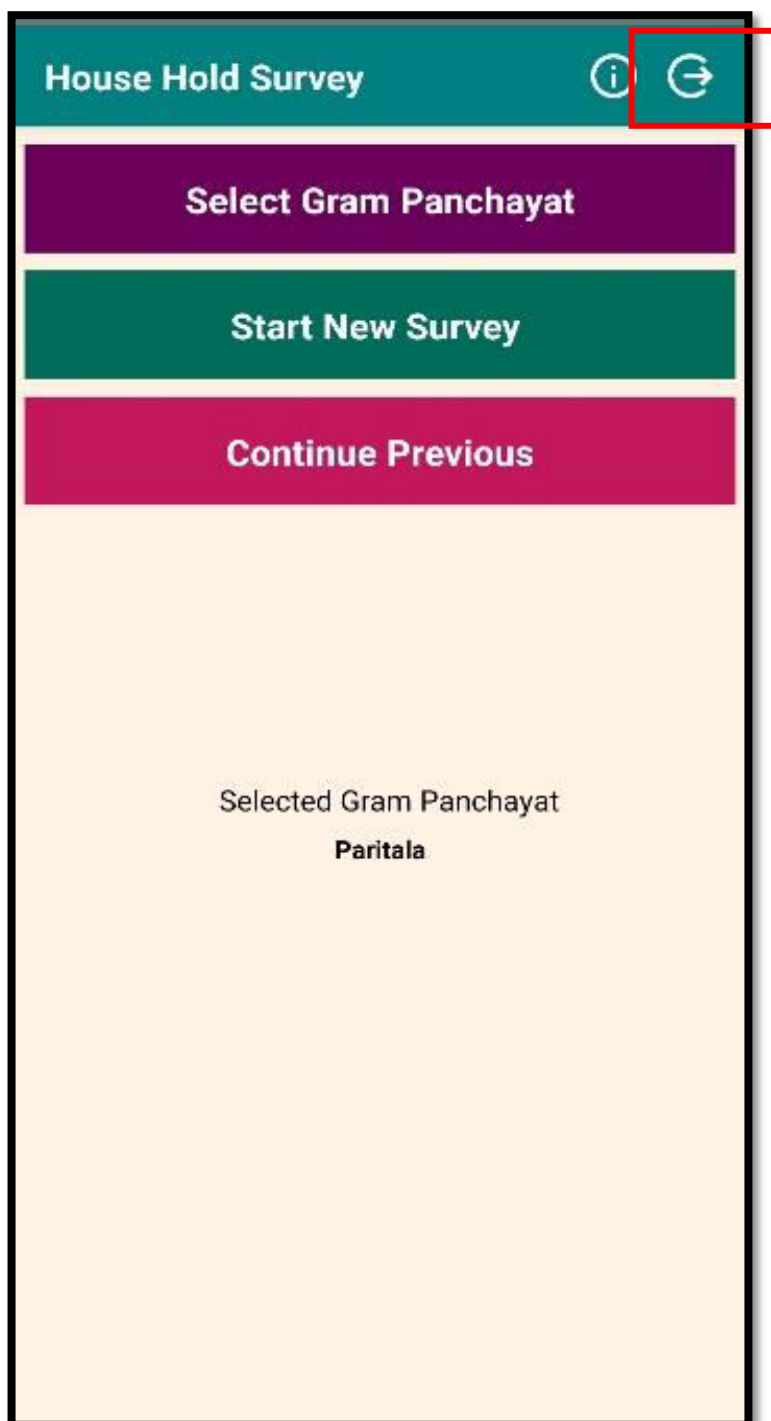 House Hold Survey
Select Gram Panchayat
Start New Survey
Continue Previous
Selected Gram Panchayat
Paritala